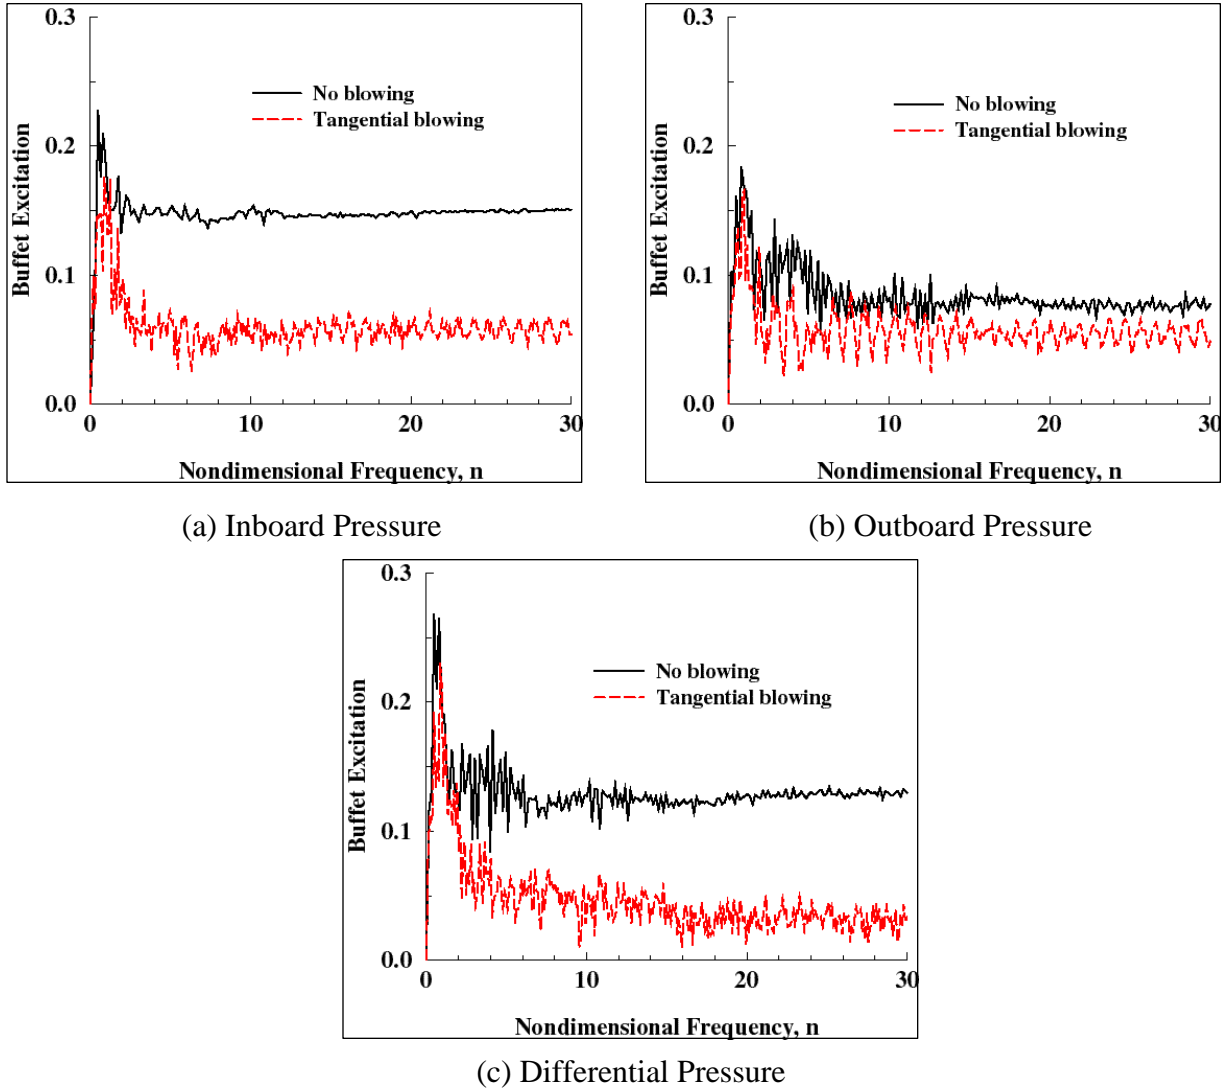 0.3
No blowing
Tangential blowing
0.2
Buffet Excitation
0.1
0.0
0 10 20 30
Nondimensional Frequency, n
(a) Inboard Pressure
0.3
No blowing
Tangential blowing
0.2
Buffet Excitation
0.1
0.0
0 10 20 30
Nondimensional Frequency, n
(b) Outboard Pressure
0.3
No blowing
Tangential blowing
0.2
Buffet Excitation
0.1
0.0
0 10 20 30
Nondimensional Frequency, n
(c) Differential Pressure